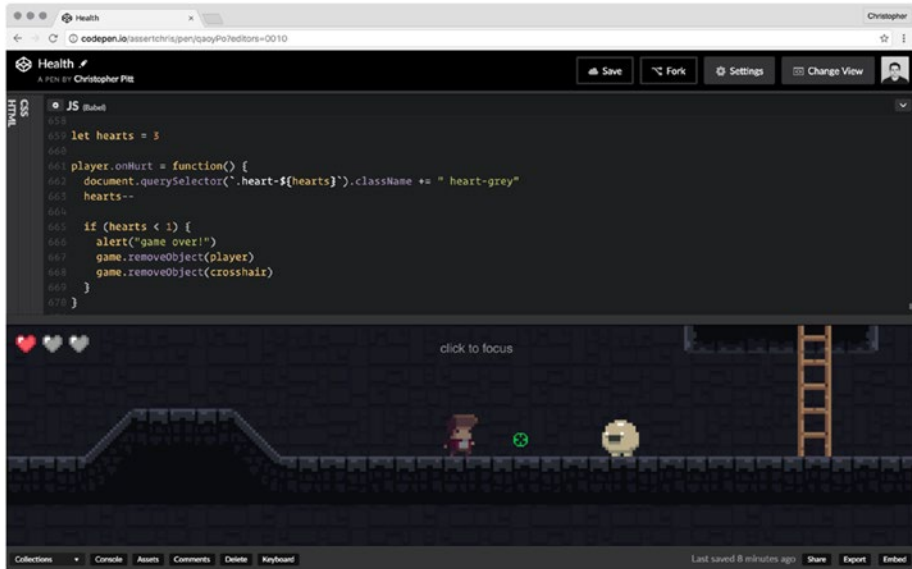 Health
Christopher
codepen.io/assertchris/pen/qaoyPo?editors=0010
Health
A PEN BY Christopher Pitt
Save
Fork
Settings
Change View
HTML
CSS
JS (Babel)
658
659 let hearts = 3
660
661 player.onHurt = function() {
662 document.querySelector(`.heart-${hearts}`).className += " heart-grey"
663 hearts--
664
665 if (hearts < 1) {
666 alert("game over!")
667 game.removeObject(player)
668 game.removeObject(crosshair)
669 }
670 }
click to focus
Collections
Console
Assets
Comments
Delete
Keyboard
Last saved 8 minutes ago
Share
Export
Embed